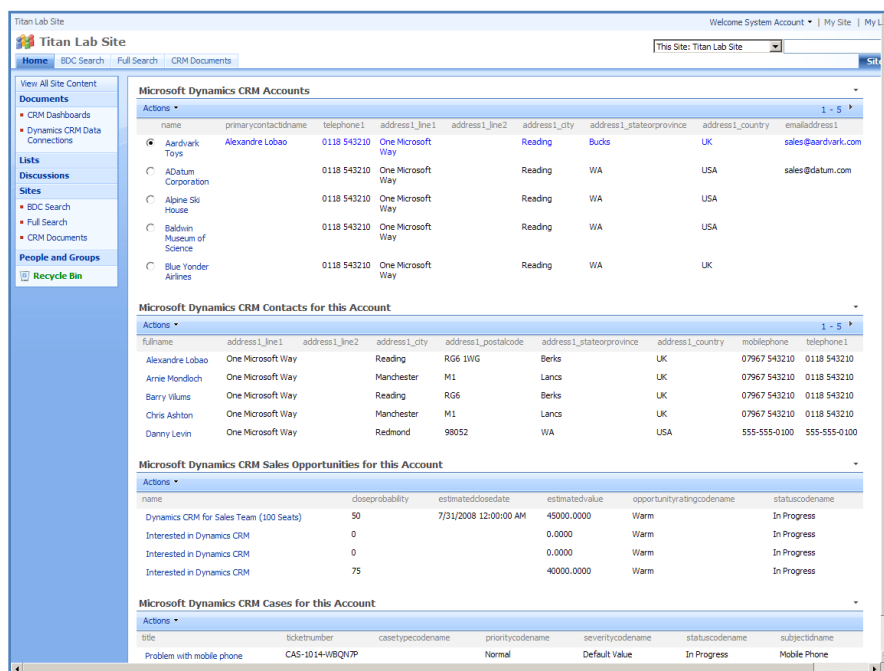 Titan Lab Site
Welcome System Account | My Site | My L
Titan Lab Site
This Site: Titan Lab Site
Home BDC Search Full Search CRM Documents
Site
View All Site Content
Documents
CRM Dashboards
Dynamics CRM Data
Connections
Lists
Discussions
Sites
BDC Search
Full Search
CRM Documents
People and Groups
Recycle Bin
Microsoft Dynamics CRM Accounts
Actions 1 - 5
name primarycontactidname telephone1 address1_line1 address1_line2 address1_city address1_stateorprovince address1_country emailaddress1
Aardvark Toys Alexandre Lobao 0118 543210 One Microsoft Way Reading Bucks UK sales@aardvark.com
ADatum Corporation 0118 543210 One Microsoft Way Reading WA USA sales@datum.com
Alpine Ski House 0118 543210 One Microsoft Way Reading WA USA
Baldwin Museum of Science 0118 543210 One Microsoft Way Reading WA USA
Blue Yonder Airlines 0118 543210 One Microsoft Way Reading WA UK
Microsoft Dynamics CRM Contacts for this Account
Actions 1 - 5
fullname address1_line1 address1_line2 address1_city address1_postalcode address1_stateorprovince address1_country mobilephone telephone1
Alexandre Lobao One Microsoft Way Reading RG6 1WG Berks UK 07967 543210 0118 543210
Arnie Mondloch One Microsoft Way Manchester M1 Lancs UK 07967 543210 0118 543210
Barry Vilums One Microsoft Way Reading RG6 Berks UK 07967 543210 0118 543210
Chris Ashton One Microsoft Way Manchester M1 Lancs UK 07967 543210 0118 543210
Danny Levin One Microsoft Way Redmond 98052 WA USA 555-555-0100 555-555-0100
Microsoft Dynamics CRM Sales Opportunities for this Account
Actions
name closeprobability estimatedclosedate estimatedvalue opportunityratingcodename statuscodename
Dynamics CRM for Sales Team (100 Seats) 50 7/31/2008 12:00:00 AM 45000.0000 Warm In Progress
Interested in Dynamics CRM 0 0.0000 Warm In Progress
Interested in Dynamics CRM 0 0.0000 Warm In Progress
Interested in Dynamics CRM 75 40000.0000 Warm In Progress
Microsoft Dynamics CRM Cases for this Account
Actions
title ticketnumber casetypecodename prioritycodename severitycodename statuscodename subjectidname
Problem with mobile phone CAS-1014-WBQN7P Normal Default Value In Progress Mobile Phone